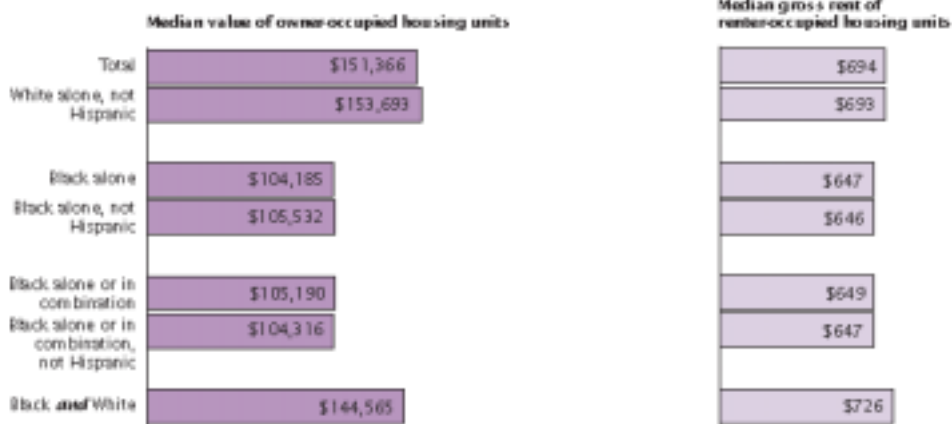 Median value of owner-occupied housing units
Median gross rent of
renter-occupied housing units
Total
$151,366
$694
White alone, not
Hispanic
$153,693
$693
Black alone
$104,185
$647
Black alone, not
Hispanic
$105,532
$646
Black alone or in
combination
$105,190
$649
Black alone or in
combination,
not Hispanic
$104,316
$647
Black and White
$144,565
$726